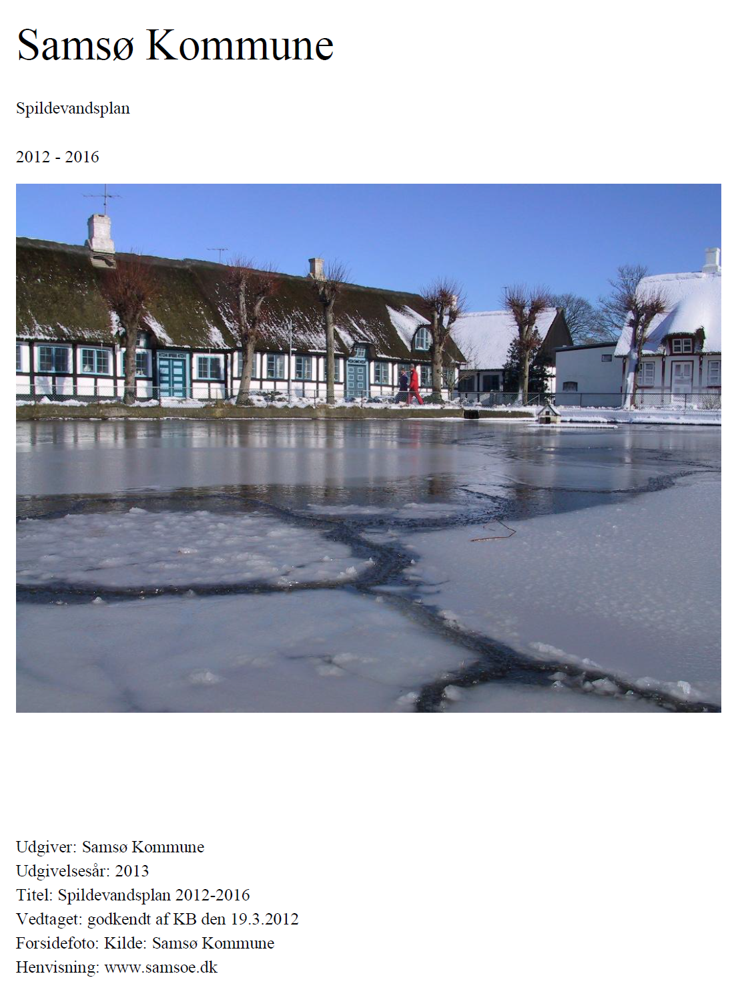 Samsø Kommune
Spildevandsplan
2012 - 2016
Udgiver: Samsø Kommune
Udgivelsesår: 2013
Titel: Spildevandsplan 2012-2016
Vedtaget: godkendt af KB den 19.3.2012
Forsidefoto: Kilde: Samsø Kommune
Henvisning: www.samsoe.dk